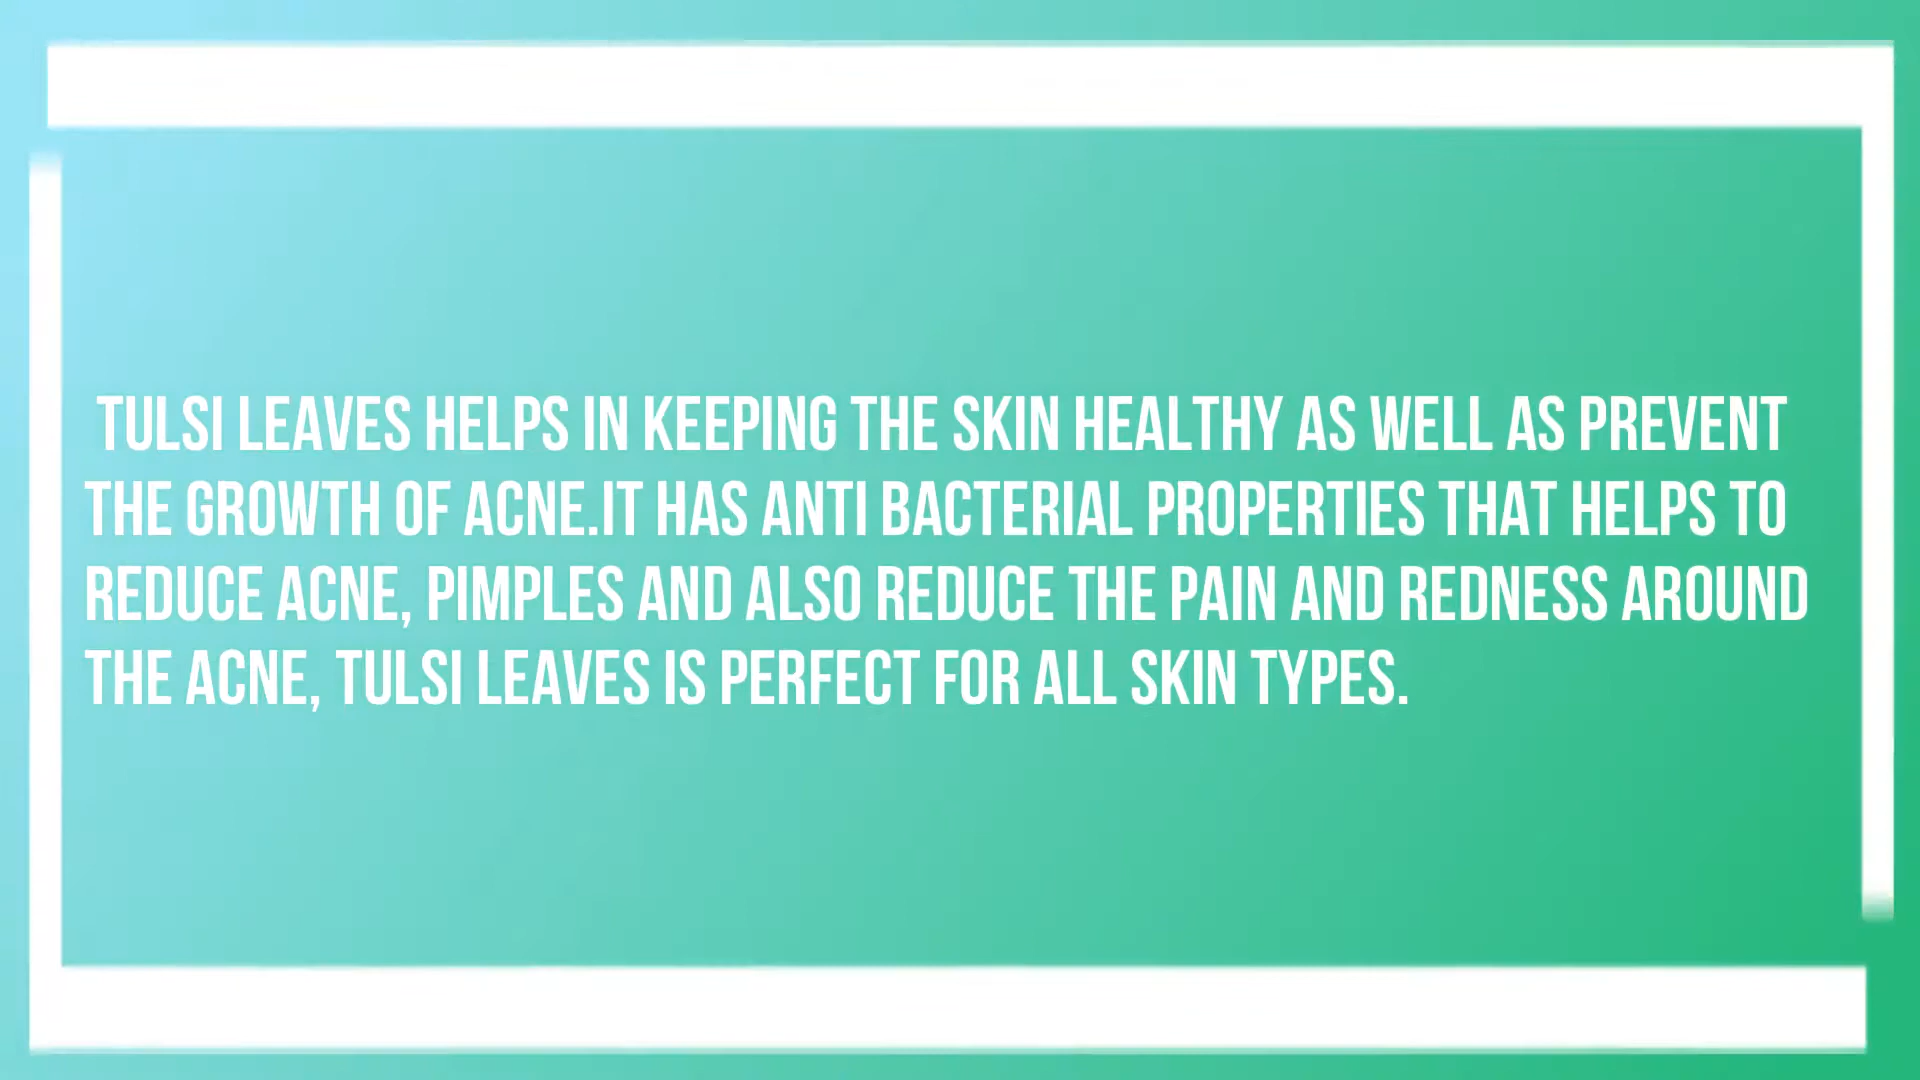 TULSI LEAVES HELPS IN KEEPING THE SKIN HEALTHY AS WELL AS PREVENT
THE GROWTH OF ACNE.IT HAS ANTI BACTERIAL PROPERTIES THAT HELPS TO
REDUCE ACNE, PIMPLES AND ALSO REDUCE THE PAIN AND REDNESS AROUND
THE ACNE, TULSI LEAVES IS PERFECT FOR ALL SKIN TYPES.